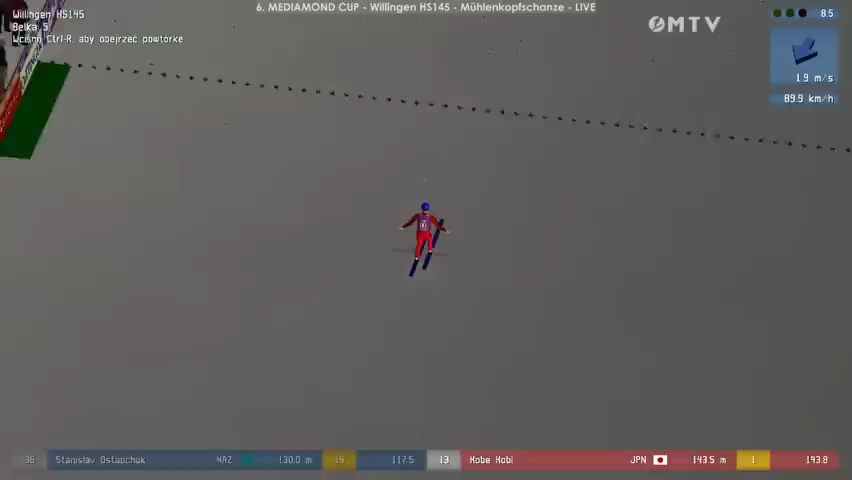 6. MEDIAMOND CUP - Willingen HS145 - Mühlenkopfschanze - LIVE
Willingen HS145
Belka 5
Wciśnij Ctrl-R, aby obejrzeć powtórkę
MTV
8.5
1.9 m/s
89.9 km/h
36 Stanislav Ostapchuk KAZ 130.0 m 14 117.5 13 Kobe Kobi JPN 143.5 m 1 143.8